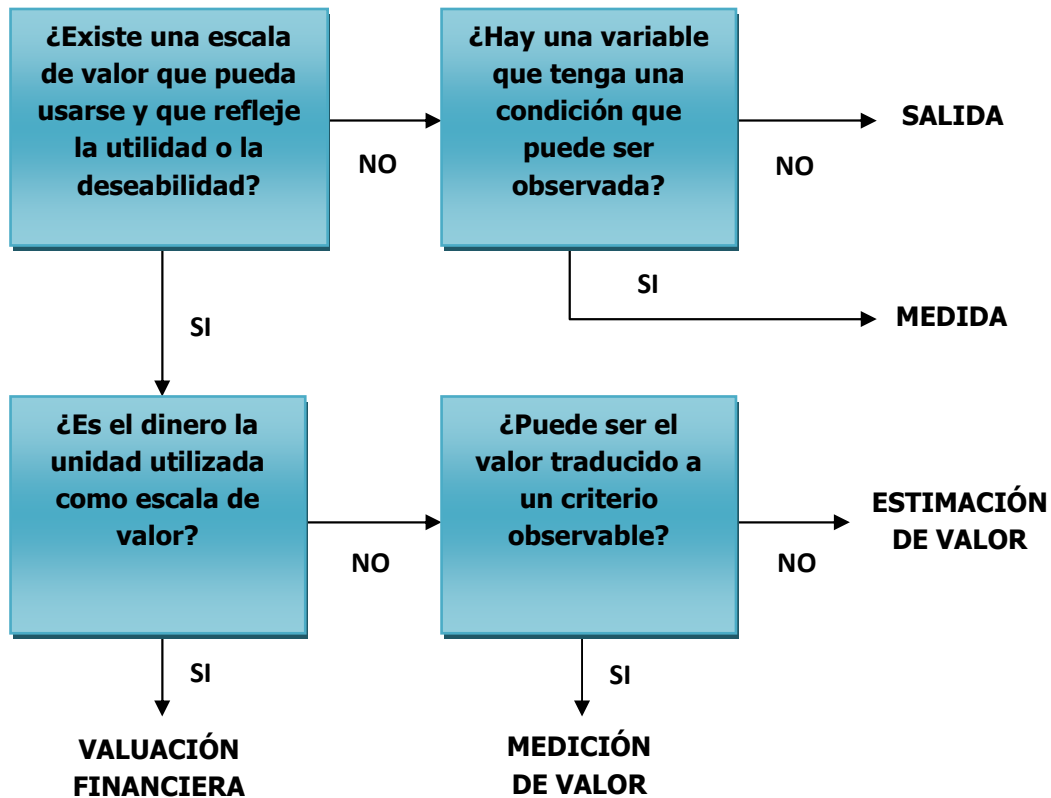 ¿Existe una escala
de valor que pueda
usarse y que refleje
la utilidad o la
deseabilidad?
NO
¿Hay una variable
que tenga una
condición que
puede ser
observada?
NO
SALIDA
SI
MEDIDA
SI
¿Es el dinero la
unidad utilizada
como escala de
valor?
NO
¿Puede ser el
valor traducido a
un criterio
observable?
NO
ESTIMACIÓN
DE VALOR
SI
VALUACIÓN
FINANCIERA
SI
MEDICIÓN
DE VALOR